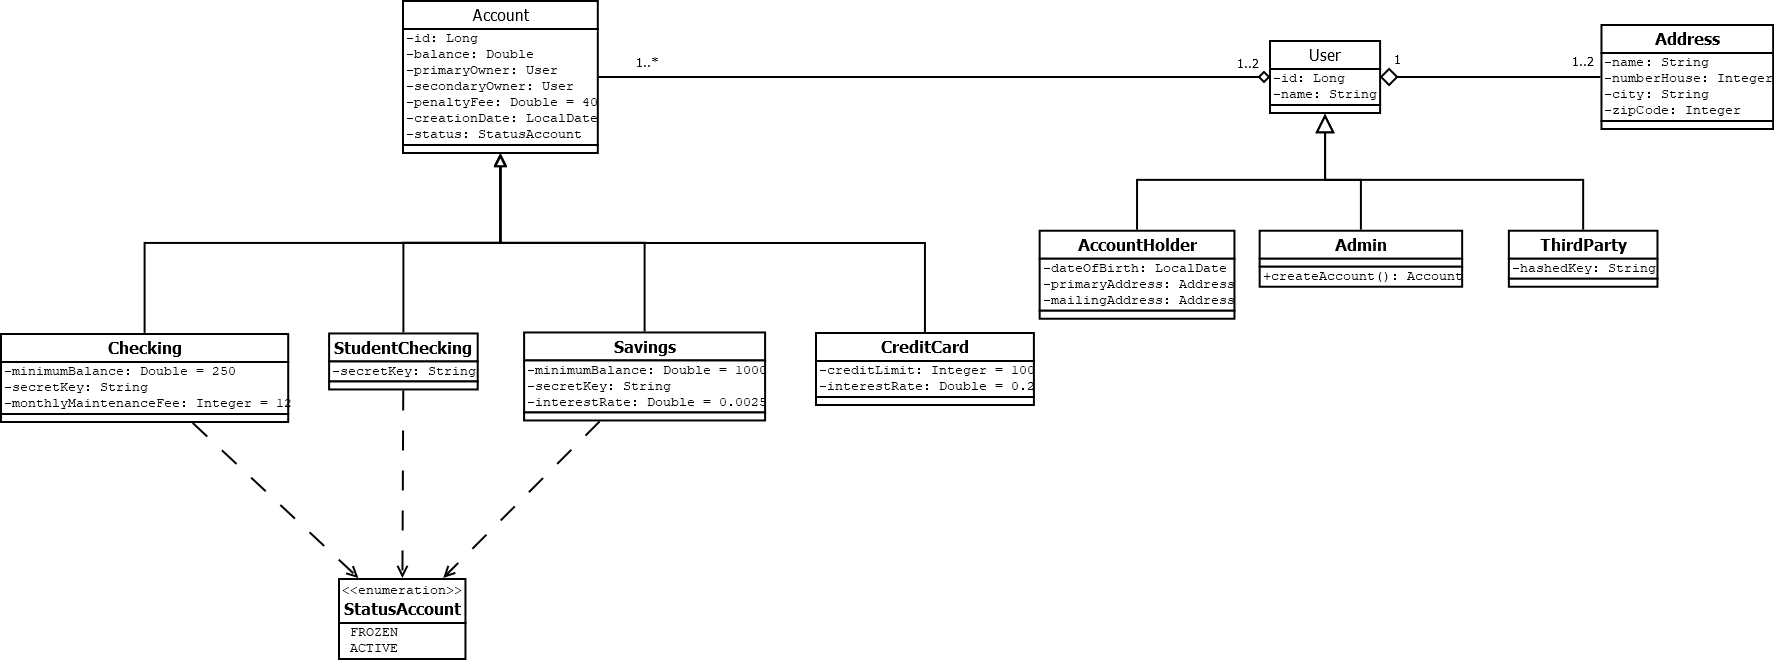 Account
-id: Long
-balance: Double
-primaryOwner: User
-secondaryOwner: User
-penaltyFee: Double = 40
-creationDate: LocalDate
-status: StatusAccount
1..*
1..2
User
-id: Long
-name: String
1
1..2
Address
-name: String
-numberHouse: Integer
-city: String
-zipCode: Integer
AccountHolder
-dateOfBirth: LocalDate
-primaryAddress: Address
-mailingAddress: Address
Admin
+createAccount(): Account
ThirdParty
-hashedKey: String
Checking
-minimumBalance: Double = 250
-secretKey: String
-monthlyMaintenanceFee: Integer = 12
StudentChecking
-secretKey: String
Savings
-minimumBalance: Double = 1000
-secretKey: String
-interestRate: Double = 0.0025
CreditCard
-creditLimit: Integer = 100
-interestRate: Double = 0.2
<<enumeration>>
StatusAccount
FROZEN
ACTIVE